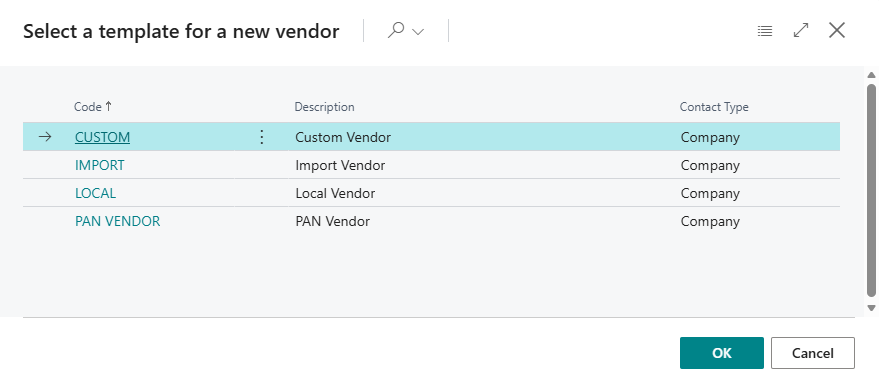 Select a template for a new vendor
Code ↑ Description Contact Type
CUSTOM Custom Vendor Company
IMPORT Import Vendor Company
LOCAL Local Vendor Company
PAN VENDOR PAN Vendor Company
OK Cancel